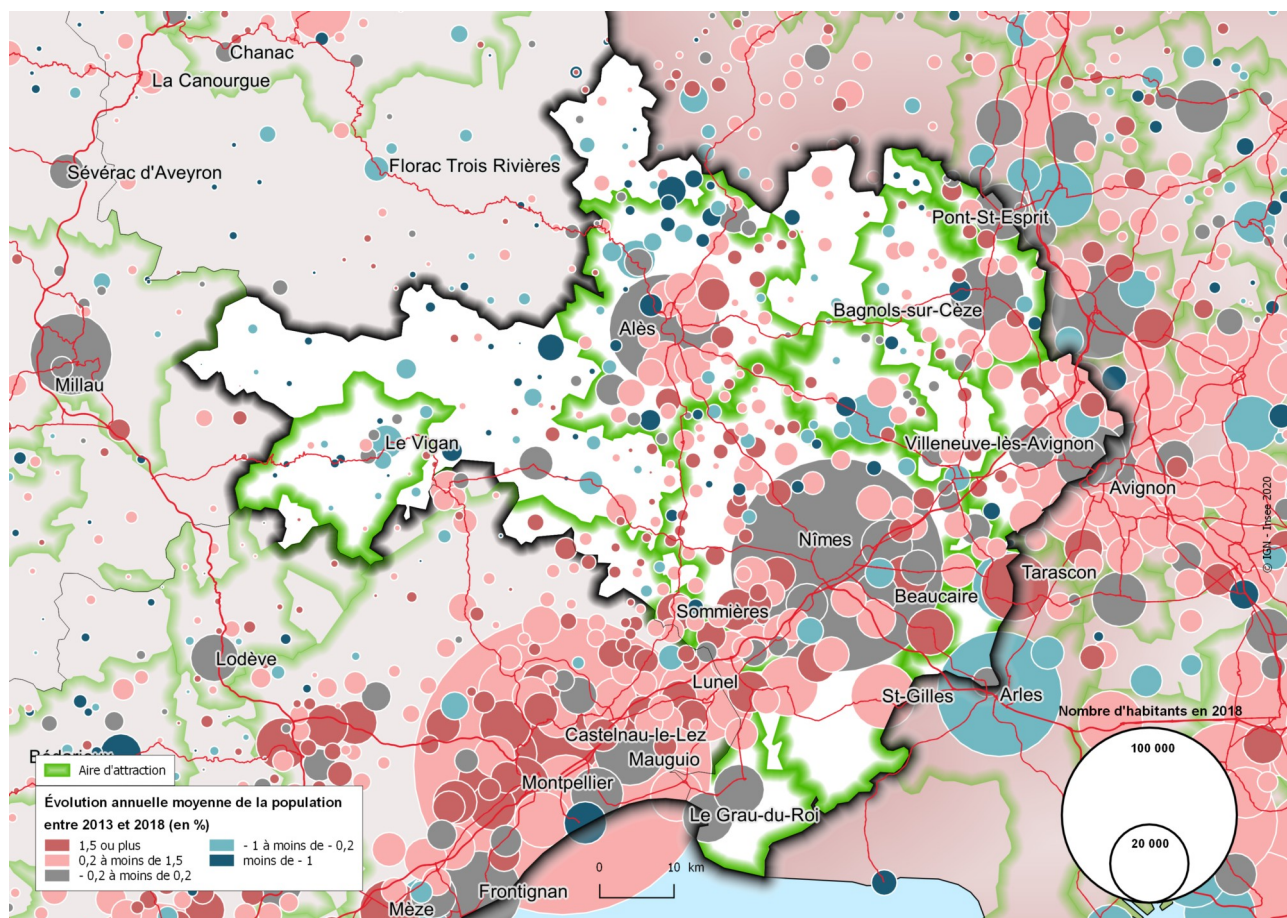 Chanac
La Canourgue
Florac Trois Rivières
Sévérac d'Aveyron
Pont-St-Esprit
Bagnols-sur-Cèze
Alès
Millau
Le Vigan
Villeneuve-lès-Avignon
Avignon
© IGN - Insee 2020
Nîmes
Tarascon
Beaucaire
Sommières
Lodève
Lunel
St-Gilles
Arles
Castelnau-le-Lez
Mauguio
Montpellier
Bédarieux
Le Grau-du-Roi
Frontignan
Mèze
Nombre d'habitants en 2018
100 000
20 000
Aire d'attraction
Évolution annuelle moyenne de la population
entre 2013 et 2018 (en %)
1,5 ou plus
0,2 à moins de 1,5
- 0,2 à moins de 0,2
- 1 à moins de - 0,2
moins de - 1
0 10 km